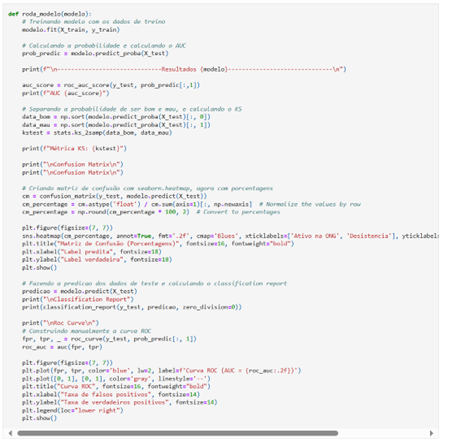 def roda_modelo(modelo):
# Treinando modelo com os dados de treino
modelo.fit(X_train, y_train)
# Calculando a probabilidade e calculando o AUC
prob_predic = modelo.predict_proba(X_test)
print(f"\n------------------------------Resultados {modelo}------------------------------\n")
auc_score = roc_auc_score(y_test, prob_predic[:,1])
print(f"AUC {auc_score}")
# Separando a probabilidade de ser bom e mau, e calculando o KS
data_bom = np.sort(modelo.predict_proba(X_test)[:, 0])
data_mau = np.sort(modelo.predict_proba(X_test)[:, 1])
kstest = stats.ks_2samp(data_bom, data_mau)
print(f"Métrica KS: {kstest}")
print("\nConfusion Matrix\n")
print("\nConfusion Matrix\n")
# Criando matriz de confusão com seaborn.heatmap, agora com porcentagens
cm = confusion_matrix(y_test, modelo.predict(X_test))
cm_percentage = cm.astype('float') / cm.sum(axis=1)[:, np.newaxis] # Normalize the values by row
cm_percentage = np.round(cm_percentage * 100, 2) # Convert to percentages
plt.figure(figsize=(7, 7))
sns.heatmap(cm_percentage, annot=True, fmt='.2f', cmap='Blues', xticklabels=['Ativo na ONG', 'Desistencia'], yticklabels
plt.title("Matriz de Confusão (Porcentagens)", fontsize=16, fontweight="bold")
plt.xlabel("Label predita", fontsize=18)
plt.ylabel("Label verdadeira", fontsize=18)
plt.show()
# Fazendo a predicao dos dados de teste e calculando o classification report
predicao = modelo.predict(X_test)
print("\nClassification Report")
print(classification_report(y_test, predicao, zero_division=0))
print("\nRoc Curve\n")
# Construindo manualmente a curva ROC
fpr, tpr, _ = roc_curve(y_test, prob_predic[:, 1])
roc_auc = auc(fpr, tpr)
plt.figure(figsize=(7, 7))
plt.plot(fpr, tpr, color='blue', lw=2, label=f'Curva ROC (AUC = {roc_auc:.2f})')
plt.plot([0, 1], [0, 1], color='gray', linestyle='--')
plt.title("Curva ROC", fontsize=16, fontweight="bold")
plt.xlabel("Taxa de falsos positivos", fontsize=14)
plt.ylabel("Taxa de verdadeiros positivos", fontsize=14)
plt.legend(loc="lower right")
plt.show()